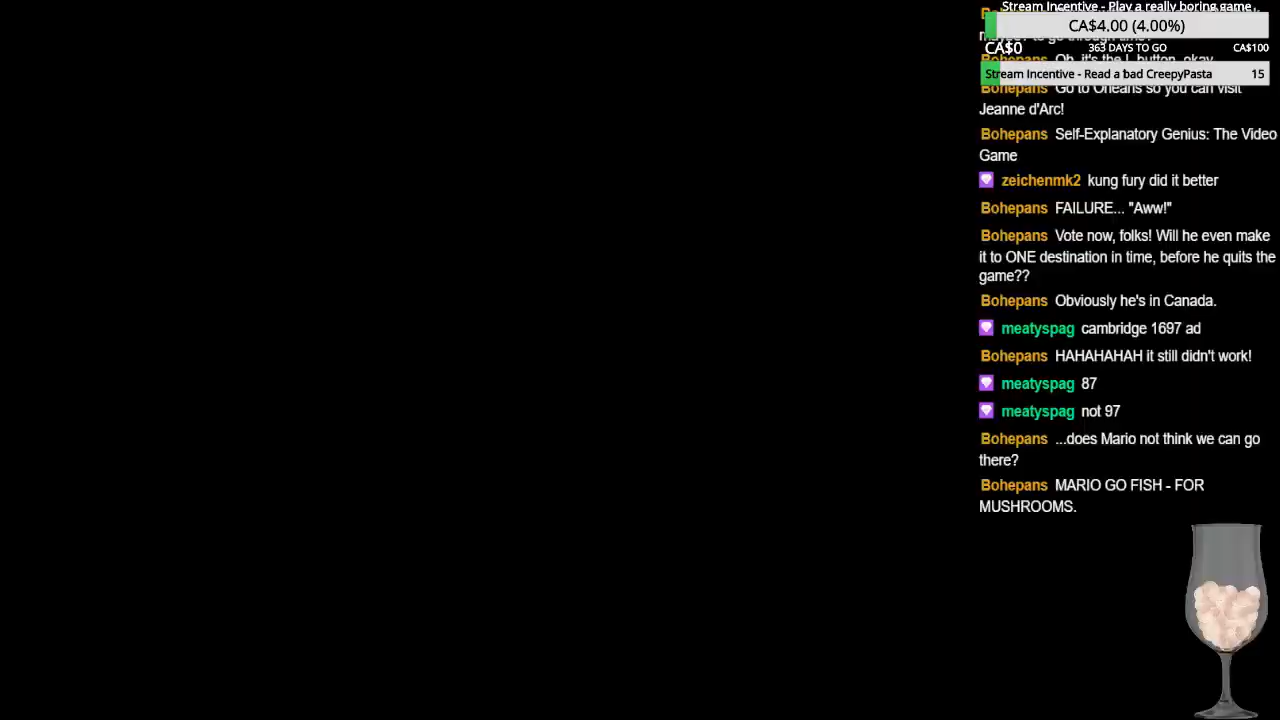 Stream Incentive - Play a really boring game
CA$4.00 (4.00%)
CA$0 363 DAYS TO GO CA$100
Oh, it's the L button, okay
Stream Incentive - Read a bad CreepyPasta 15
Bohepans Go to Orleans so you can visit
Jeanne d'Arc!
Bohepans Self-Explanatory Genius: The Video
Game
zeichenmk2 kung fury did it better
Bohepans FAILURE... "Aww!"
Bohepans Vote now, folks! Will he even make
it to ONE destination in time, before he quits the
game??
Bohepans Obviously he's in Canada.
meatyspag cambridge 1697 ad
Bohepans HAHAHAHAH it still didn't work!
meatyspag 87
meatyspag not 97
Bohepans ...does Mario not think we can go
there?
Bohepans MARIO GO FISH - FOR
MUSHROOMS.